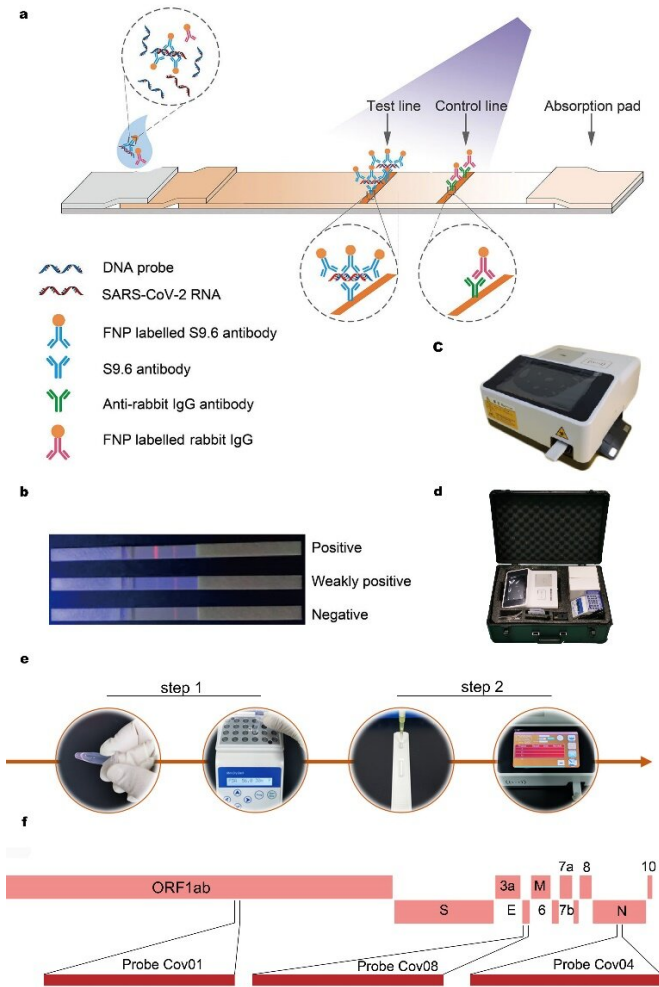 a
Test line
Control line
Absorption pad
DNA probe
SARS-CoV-2 RNA
FNP labelled S9.6 antibody
S9.6 antibody
Anti-rabbit IgG antibody
FNP labelled rabbit IgG
c
b
Positive
Weakly positive
Negative
d
e
step 1
step 2
f
7a 8 10
ORF1ab 3a M
S E 6 7b N
Probe Cov01 Probe Cov08 Probe Cov04